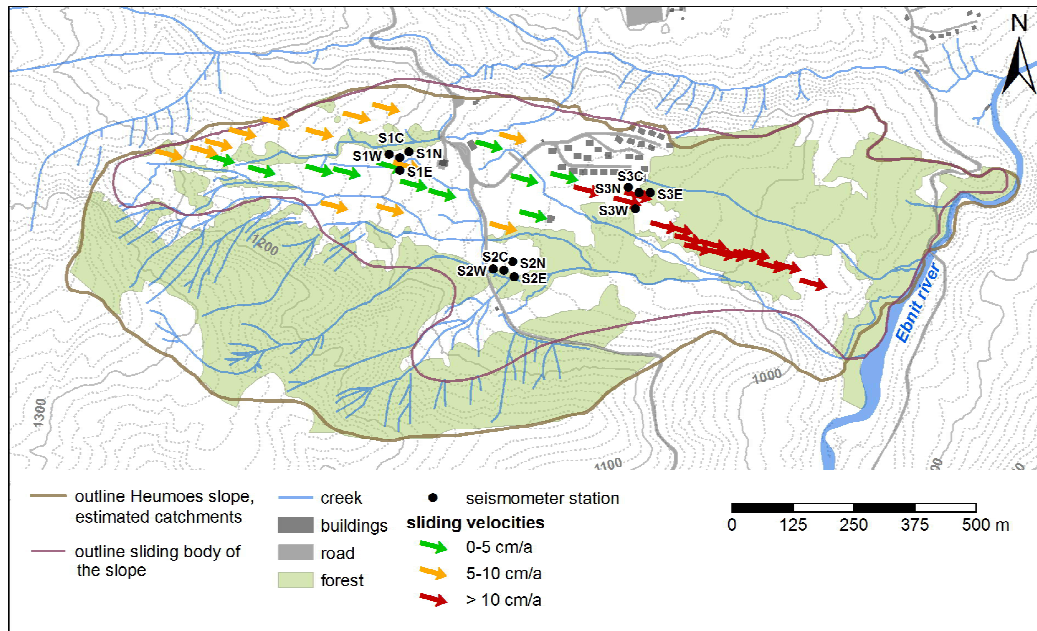 N
S1C
S1W
S1N
S1E
S3C
S3N
S3E
S3W
1200
S2C
S2N
S2W
S2E
Ebnit river
1000
1300
1100
900
outline Heumoes slope,
estimated catchments
outline sliding body of
the slope
creek
buildings
road
forest
seismometer station
sliding velocities
0-5 cm/a
5-10 cm/a
> 10 cm/a
0 125 250 375 500 m